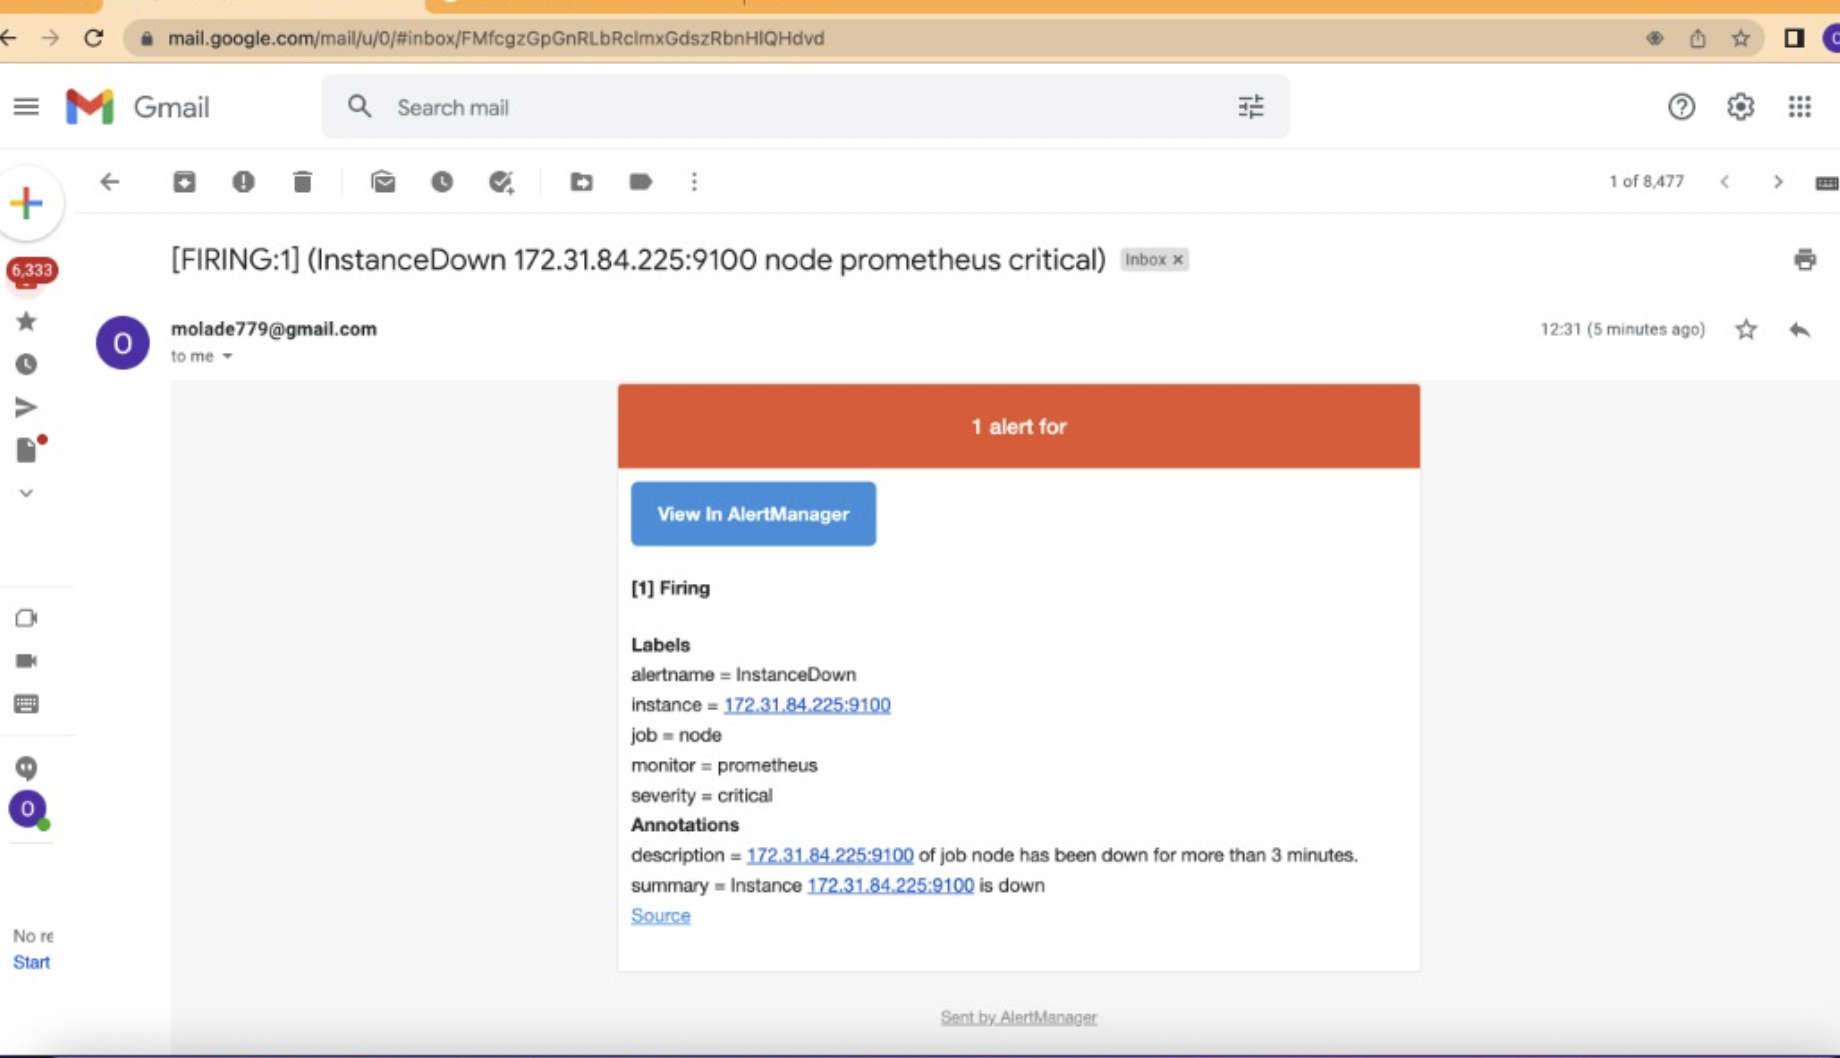 mail.google.com/mail/u/0/#inbox/FMfcgzGpGnRLbRclmxGdszRbnHlQHdvd
Gmail
Search mail
1 of 8,477
[FIRING:1] (InstanceDown 172.31.84.225:9100 node prometheus critical) Inbox ×
6,333
O
molade779@gmail.com
12:31 (5 minutes ago)
to me
1 alert for
View In AlertManager
[1] Firing
Labels
alertname = InstanceDown
instance = 172.31.84.225:9100
job = node
monitor = prometheus
severity = critical
O
Annotations
description = 172.31.84.225:9100 of job node has been down for more than 3 minutes.
summary = Instance 172.31.84.225:9100 is down
Source
No re
Start
Sent by AlertManager